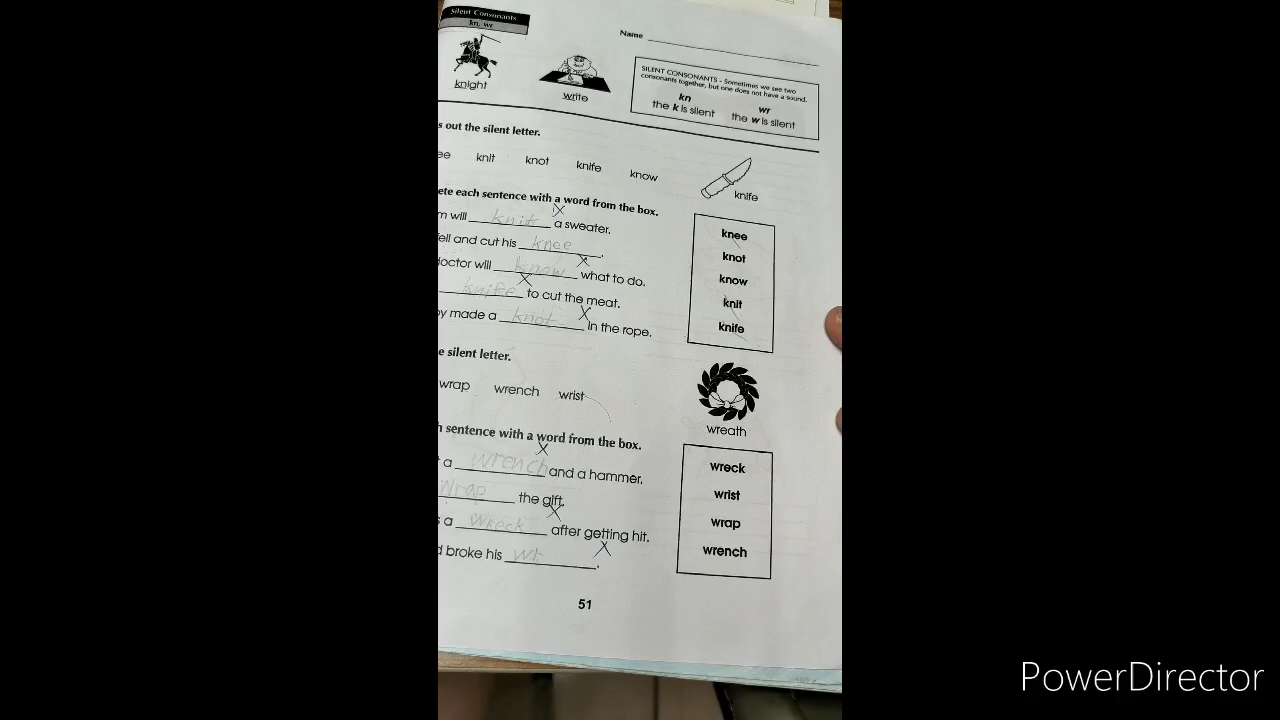 Silent Consonants
kn, wr
Name
knight
write
SILENT CONSONANTS - Sometimes we see two
consonants together, but one does not have a sound.
kn wr
the k is silent the w is silent
s out the silent letter.
ee knit knot knife know
knife
ete each sentence with a word from the box.
m will knit a sweater.
fell and cut his knee.
doctor will know what to do.
knife to cut the meat.
oy made a knot in the rope.
knee
knot
know
knit
knife
e silent letter.
wrap wrench wrist
wreath
h sentence with a word from the box.
a wrench and a hammer.
wrap the gift.
s a wreck after getting hit.
d broke his wr.
wreck
wrist
wrap
wrench
51
PowerDirector